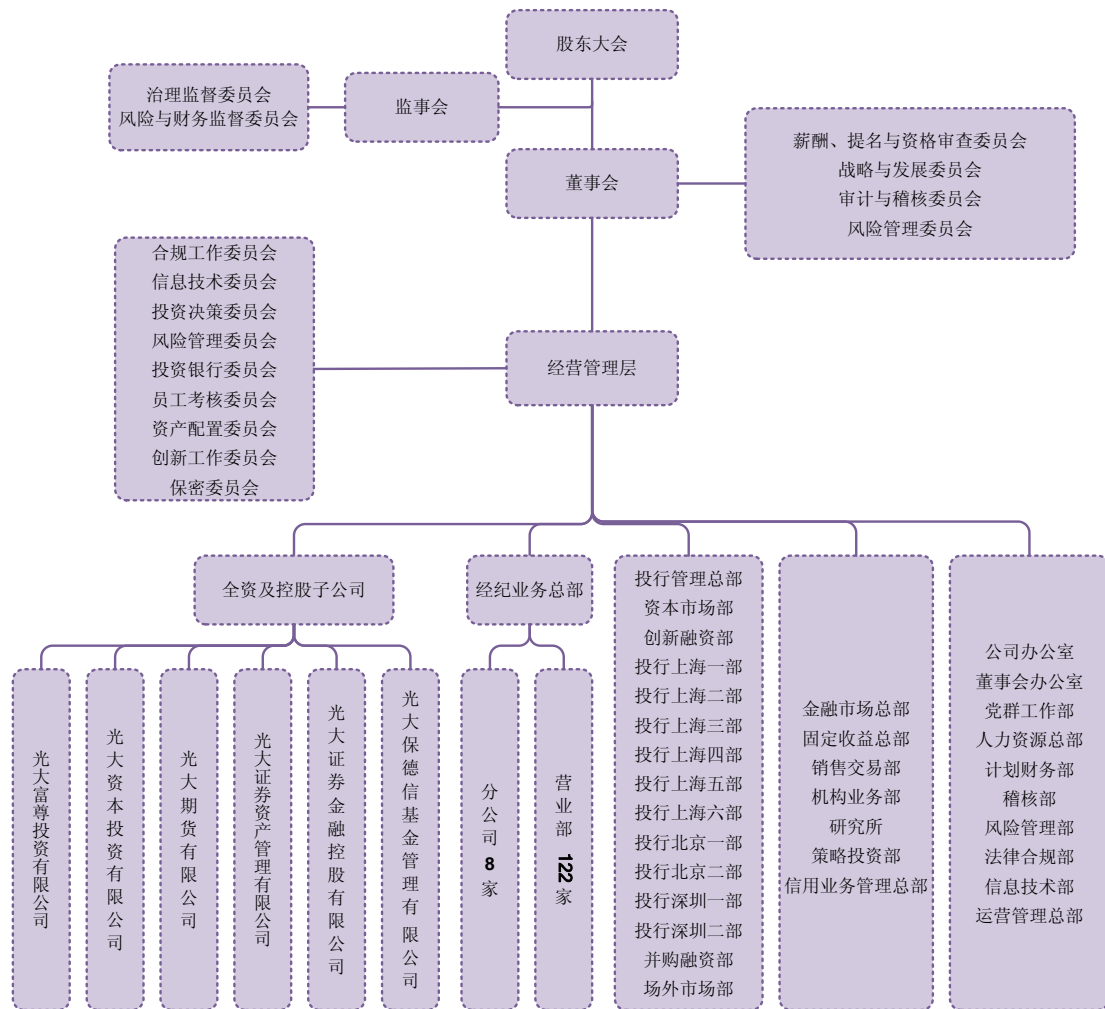 股东大会
治理监督委员会
风险与财务监督委员会
监事会
董事会
薪酬、提名与资格审查委员会
战略与发展委员会
审计与稽核委员会
风险管理委员会
合规工作委员会
信息技术委员会
投资决策委员会
风险管理委员会
投资银行委员会
员工考核委员会
资产配置委员会
创新工作委员会
保密委员会
经营管理层
全资及控股子公司
经纪业务总部
光大富尊投资有限公司
光大资本投资有限公司
光大期货有限公司
光大证券资产管理有限公司
光大证券金融控股有限公司
光大保德信基金管理有限公司
分公司8家
营业部122家
投行管理总部
资本市场部
创新融资部
投行上海一部
投行上海二部
投行上海三部
投行上海四部
投行上海五部
投行上海六部
投行北京一部
投行北京二部
投行深圳一部
投行深圳二部
并购融资部
场外市场部
金融市场总部
固定收益总部
销售交易部
机构业务部
研究所
策略投资部
信用业务管理总部
公司办公室
董事会办公室
党群工作部
人力资源总部
计划财务部
稽核部
风险管理部
法律合规部
信息技术部
运营管理总部